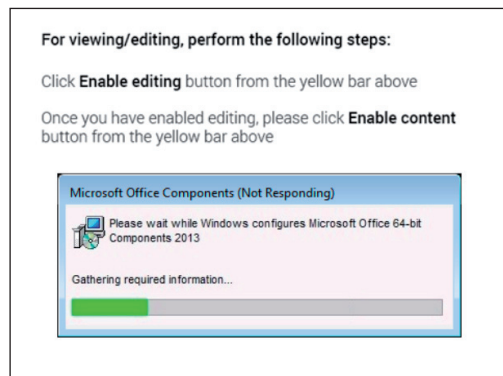 For viewing/editing, perform the following steps:
Click Enable editing button from the yellow bar above
Once you have enabled editing, please click Enable content
button from the yellow bar above
Microsoft Office Components (Not Responding)
Please wait while Windows configures Microsoft Office 64-bit
Components 2013
Gathering required information...